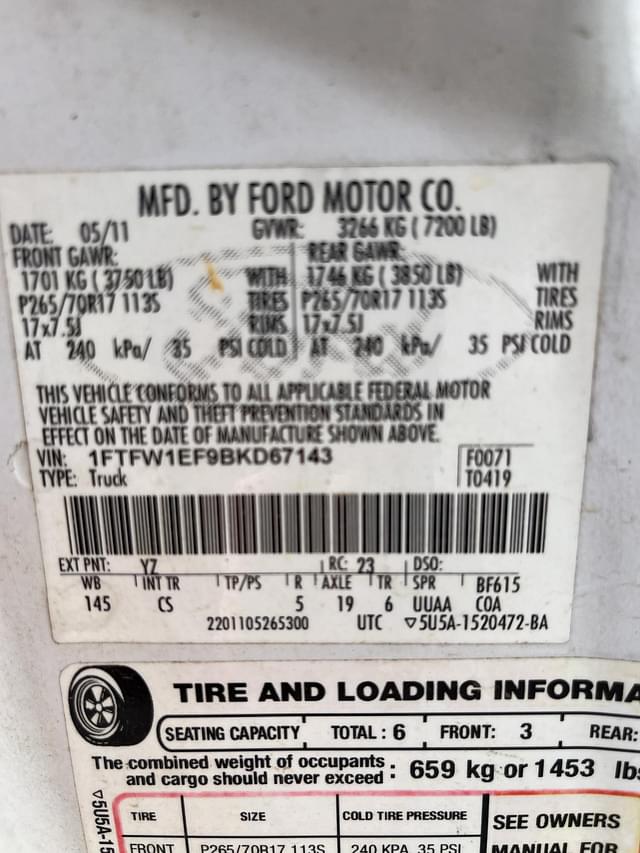 MFD. BY FORD MOTOR CO.
DATE: 05/11 GVWR: 3266 KG ( 7200 LB)
FRONT GAWR: REAR GAWR:
1701 KG ( 3750 LB) WITH 1746 KG ( 3850 LB) WITH
P265/70R17 113S TIRES P265/70R17 113S TIRES
17x7.5J RIMS 17x7.5J RIMS
AT 240 kPa/ 35 PSI COLD AT 240 kPa/ 35 PSI COLD
THIS VEHICLE CONFORMS TO ALL APPLICABLE FEDERAL MOTOR
VEHICLE SAFETY AND THEFT PREVENTION STANDARDS IN
EFFECT ON THE DATE OF MANUFACTURE SHOWN ABOVE.
VIN: 1FTFW1EF9BKD67143 F0071
TYPE: Truck T0419
EXT PNT: YZ RC: 23 DSO:
WB INT TR TP/PS R AXLE TR SPR BF615
145 CS 5 19 6 UUAA COA
2201105265300 UTC ▽5U5A-1520472-BA
TIRE AND LOADING INFORMA
SEATING CAPACITY TOTAL : 6 FRONT: 3 REAR:
The combined weight of occupants
and cargo should never exceed : 659 kg or 1453 lbs
▽5U5A-15
TIRE SIZE COLD TIRE PRESSURE SEE OWNERS
FRONT P265/70R17 113S 240 KPA, 35 PSI MANUAL FOR